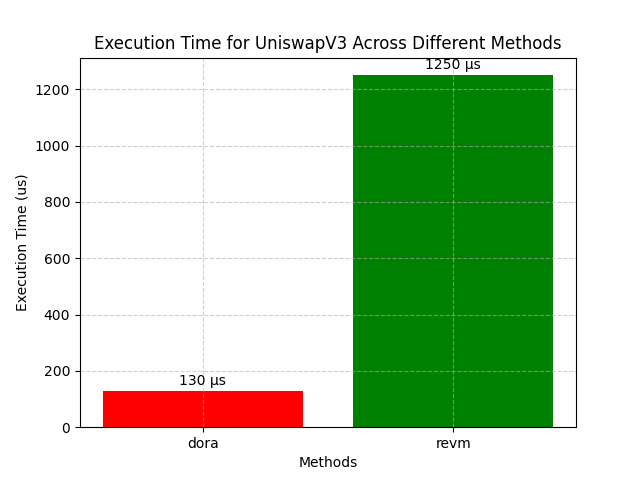 Execution Time for UniswapV3 Across Different Methods
1250 µs
1200
1000
800
600
400
200
0
130 µs
Execution Time (us)
dora
revm
Methods